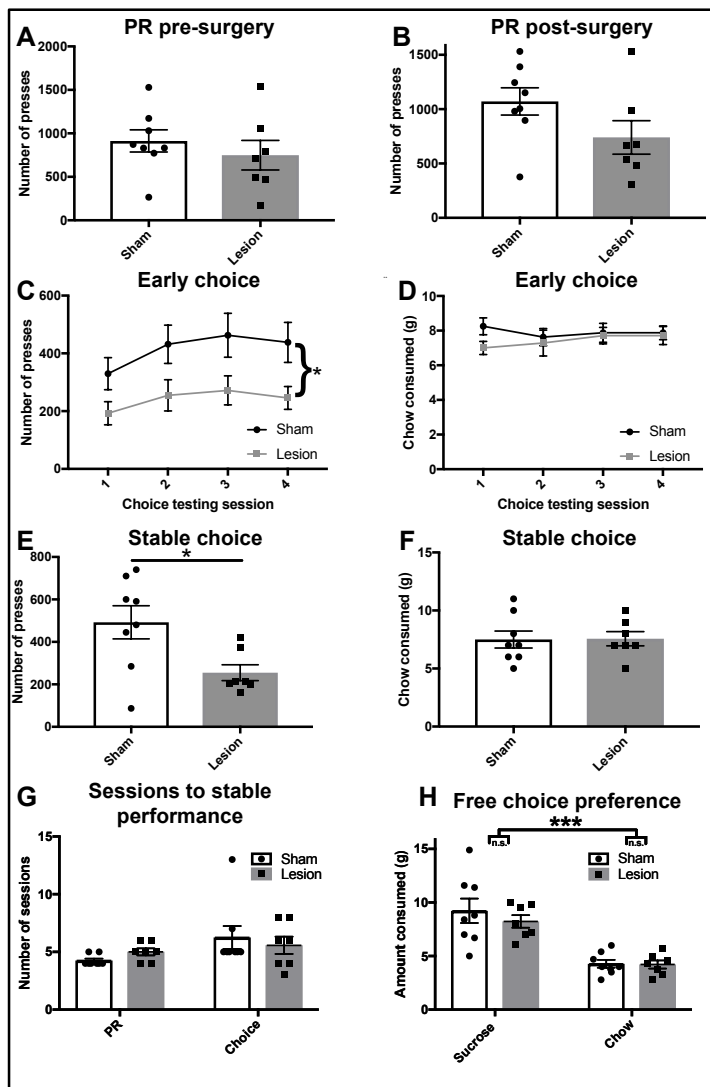 A PR pre-surgery
Number of presses
2000
1500
1000
500
0
Sham Lesion
B PR post-surgery
Number of presses
1500
1000
500
0
Sham Lesion
C Early choice
Number of presses
600
400
200
0
*
Sham
Lesion
1 2 3 4
Choice testing session
D Early choice
Chow consumed (g)
10
8
6
4
2
0
Sham
Lesion
1 2 3 4
Choice testing session
E Stable choice
*
Number of presses
800
600
400
200
0
Sham Lesion
F Stable choice
Chow consumed (g)
15
10
5
0
Sham Lesion
G Sessions to stable
performance
Number of sessions
15
10
5
0
Sham
Lesion
PR Choice
H Free choice preference
***
n.s. n.s.
Amount consumed (g)
15
10
5
0
Sham
Lesion
Sucrose Chow